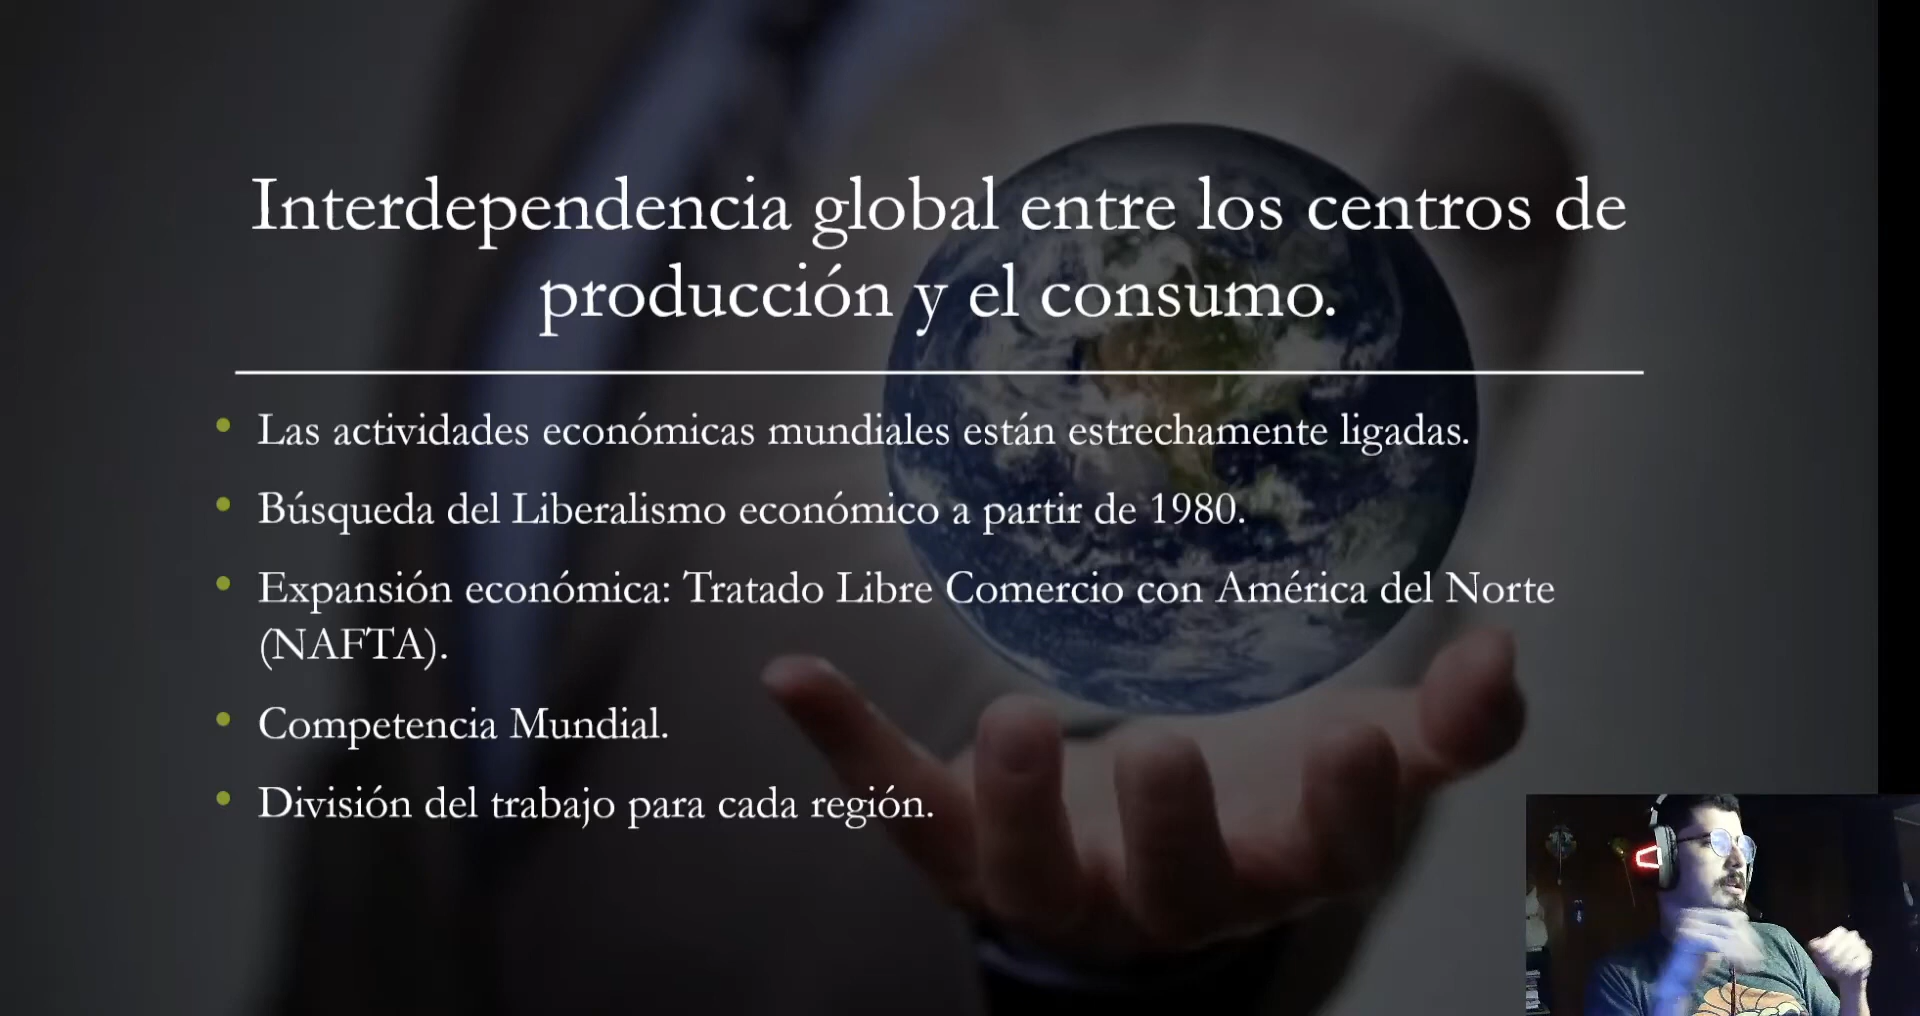 Interdependencia global entre los centros de
producción y el consumo.
• Las actividades económicas mundiales están estrechamente ligadas.
• Búsqueda del Liberalismo económico a partir de 1980.
• Expansión económica: Tratado Libre Comercio con América del Norte
(NAFTA).
• Competencia Mundial.
• División del trabajo para cada región.